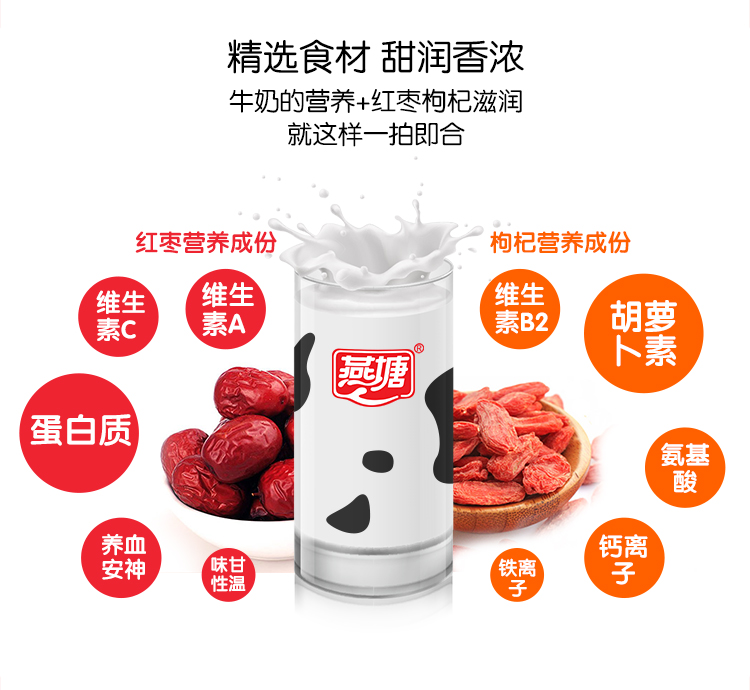 精选食材 甜润香浓
牛奶的营养+红枣枸杞滋润
就这样一拍即合
红枣营养成份
枸杞营养成份
维生
素C
维生
素A
维生
素B2
胡萝
卜素
燕塘®
蛋白质
氨基
酸
养血
安神
味甘
性温
铁离
子
钙离
子